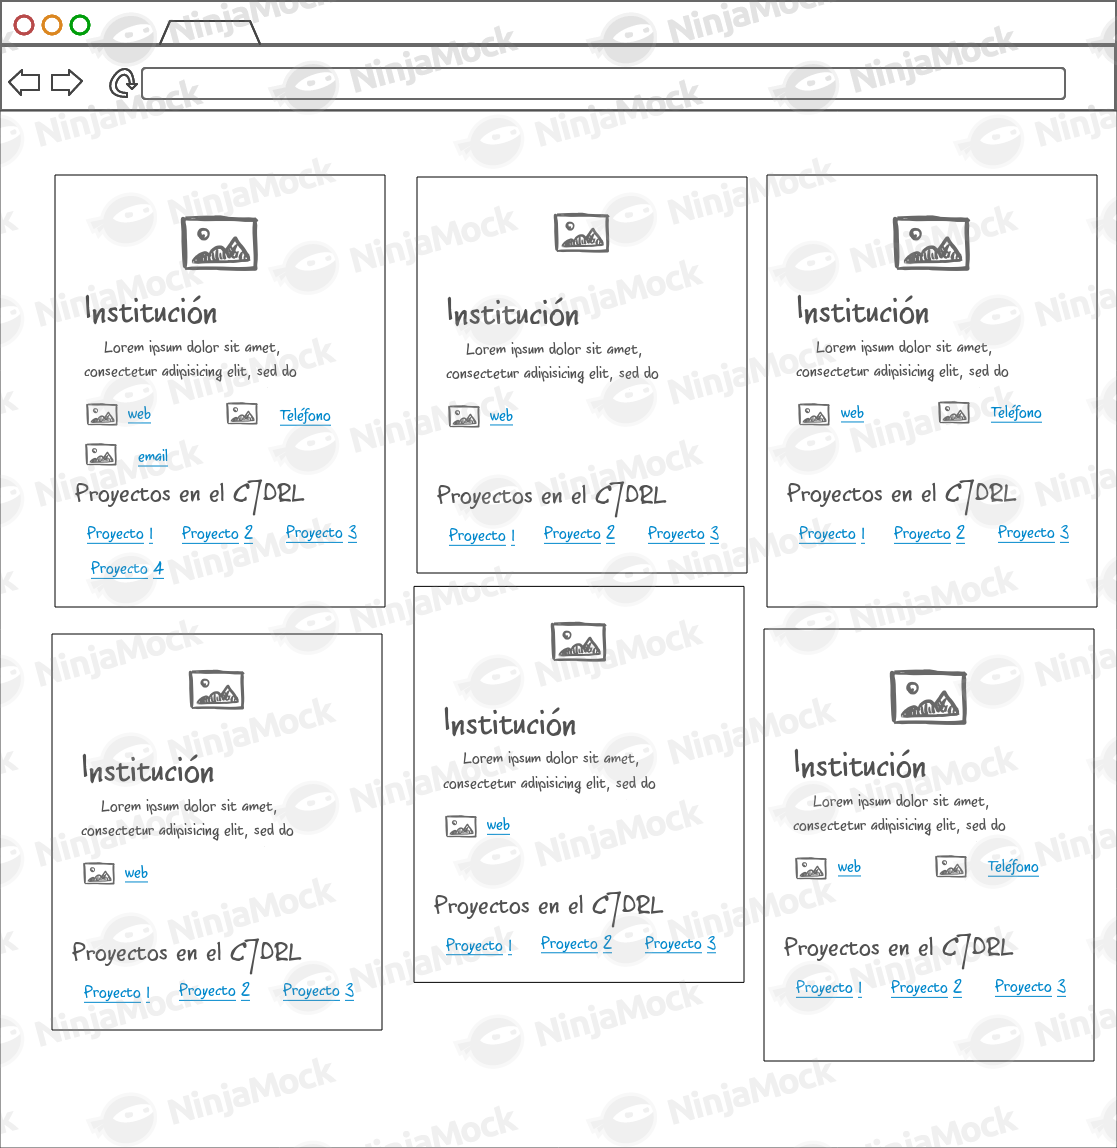 Institución
Lorem ipsum dolor sit amet,
consectetur adipisicing elit, sed do
web Teléfono
email
Proyectos en el CIDRL
Proyecto 1 Proyecto 2 Proyecto 3
Proyecto 4
Institución
Lorem ipsum dolor sit amet,
consectetur adipisicing elit, sed do
web
Proyectos en el CIDRL
Proyecto 1 Proyecto 2 Proyecto 3
Institución
Lorem ipsum dolor sit amet,
consectetur adipisicing elit, sed do
web Teléfono
Proyectos en el CIDRL
Proyecto 1 Proyecto 2 Proyecto 3
Institución
Lorem ipsum dolor sit amet,
consectetur adipisicing elit, sed do
web
Proyectos en el CIDRL
Proyecto 1 Proyecto 2 Proyecto 3
Institución
Lorem ipsum dolor sit amet,
consectetur adipisicing elit, sed do
web
Proyectos en el CIDRL
Proyecto 1 Proyecto 2 Proyecto 3
Institución
Lorem ipsum dolor sit amet,
consectetur adipisicing elit, sed do
web Teléfono
Proyectos en el CIDRL
Proyecto 1 Proyecto 2 Proyecto 3
NinjaMock